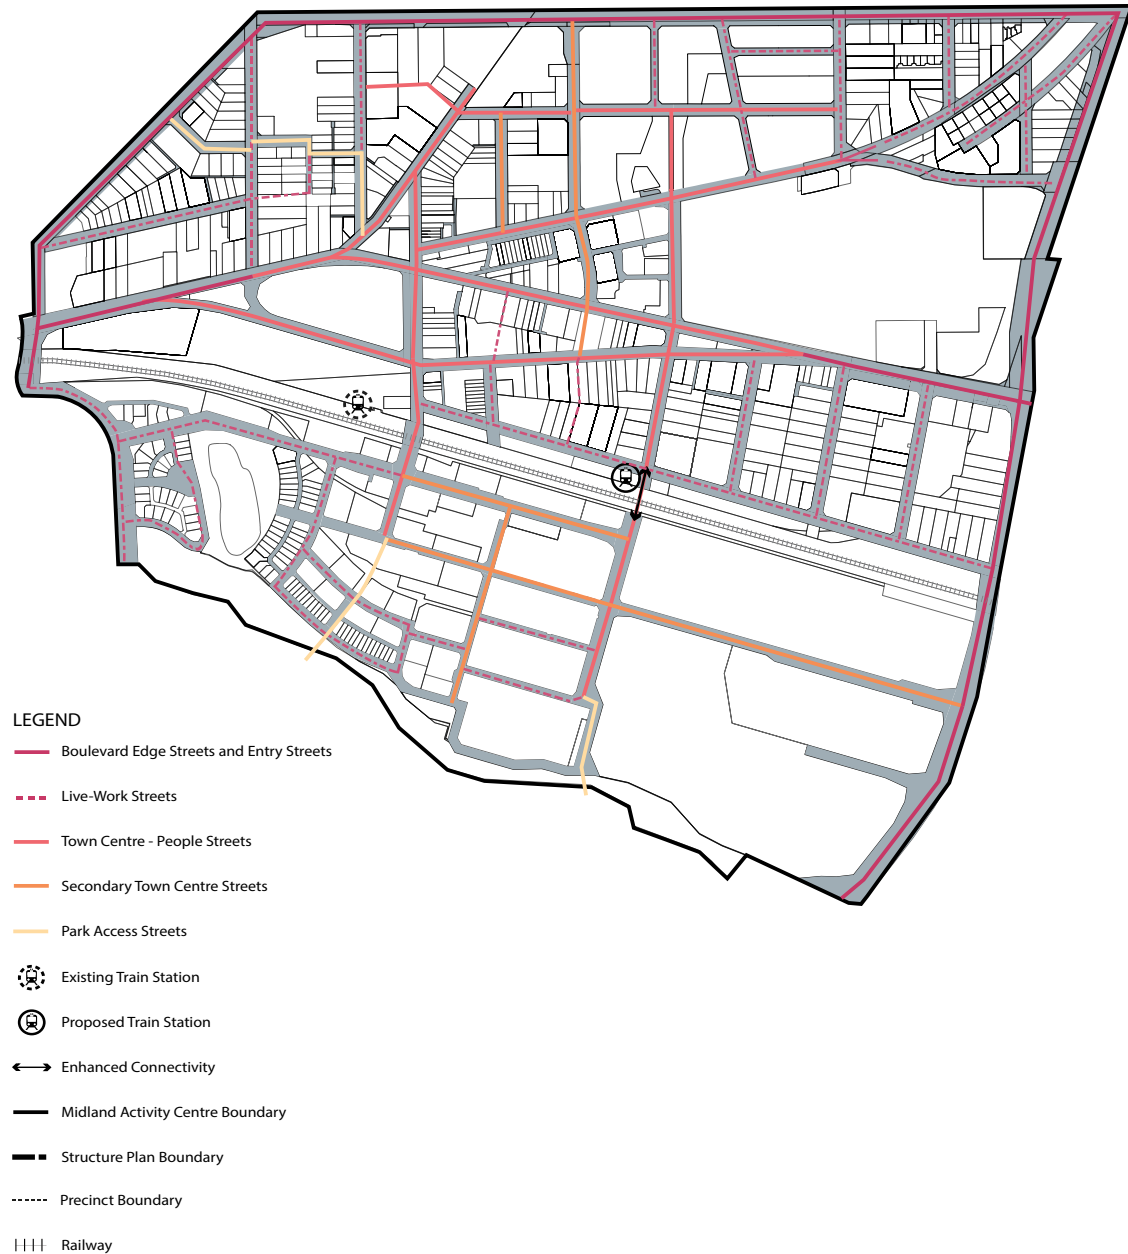 LEGEND
Boulevard Edge Streets and Entry Streets
Live-Work Streets
Town Centre - People Streets
Secondary Town Centre Streets
Park Access Streets
Existing Train Station
Proposed Train Station
Enhanced Connectivity
Midland Activity Centre Boundary
Structure Plan Boundary
Precinct Boundary
Railway